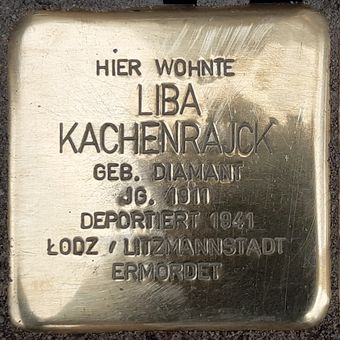 HIER WOHNTE
LIBA
KACHENRAJCK
GEB. DIAMANT
JG. 1911
DEPORTIERT 1941
ŁODZ / LITZMANNSTADT
ERMORDET